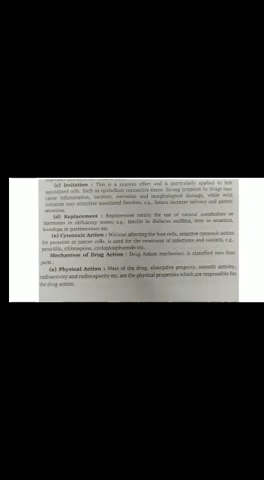 (c) Irritation : This is a noxious effect and is particularly applied to less
specialized cells. Such as epithelium connective tissue. Strong irritation by drugs may
cause inflammation, necrosis, corrosion and morphological damage, while mild
irritation may stimulate associated function, e.g., bitters increase salivary and gastric
secretion.
(d) Replacement : Replacement entails the use of natural metabolites or
hormones in deficiency states, e.g., insulin in diabetes mellitus, iron in anaemia,
levodopa in parkinsonism etc.
(e) Cytotoxic Action : Without affecting the host cells, selective cytotoxic action
for parasites or cancer cells, is used for the treatment of infections and cancers, e.g.,
penicillin, chloroquine, cyclophosphamide etc.
Mechanism of Drug Action : Drug Action mechanism is classified into four
parts :
(a) Physical Action : Mass of the drug, absorptive property, osmotic activity,
radioactivity and radioopacity etc. are the physical properties which are responsible for
the drug action.